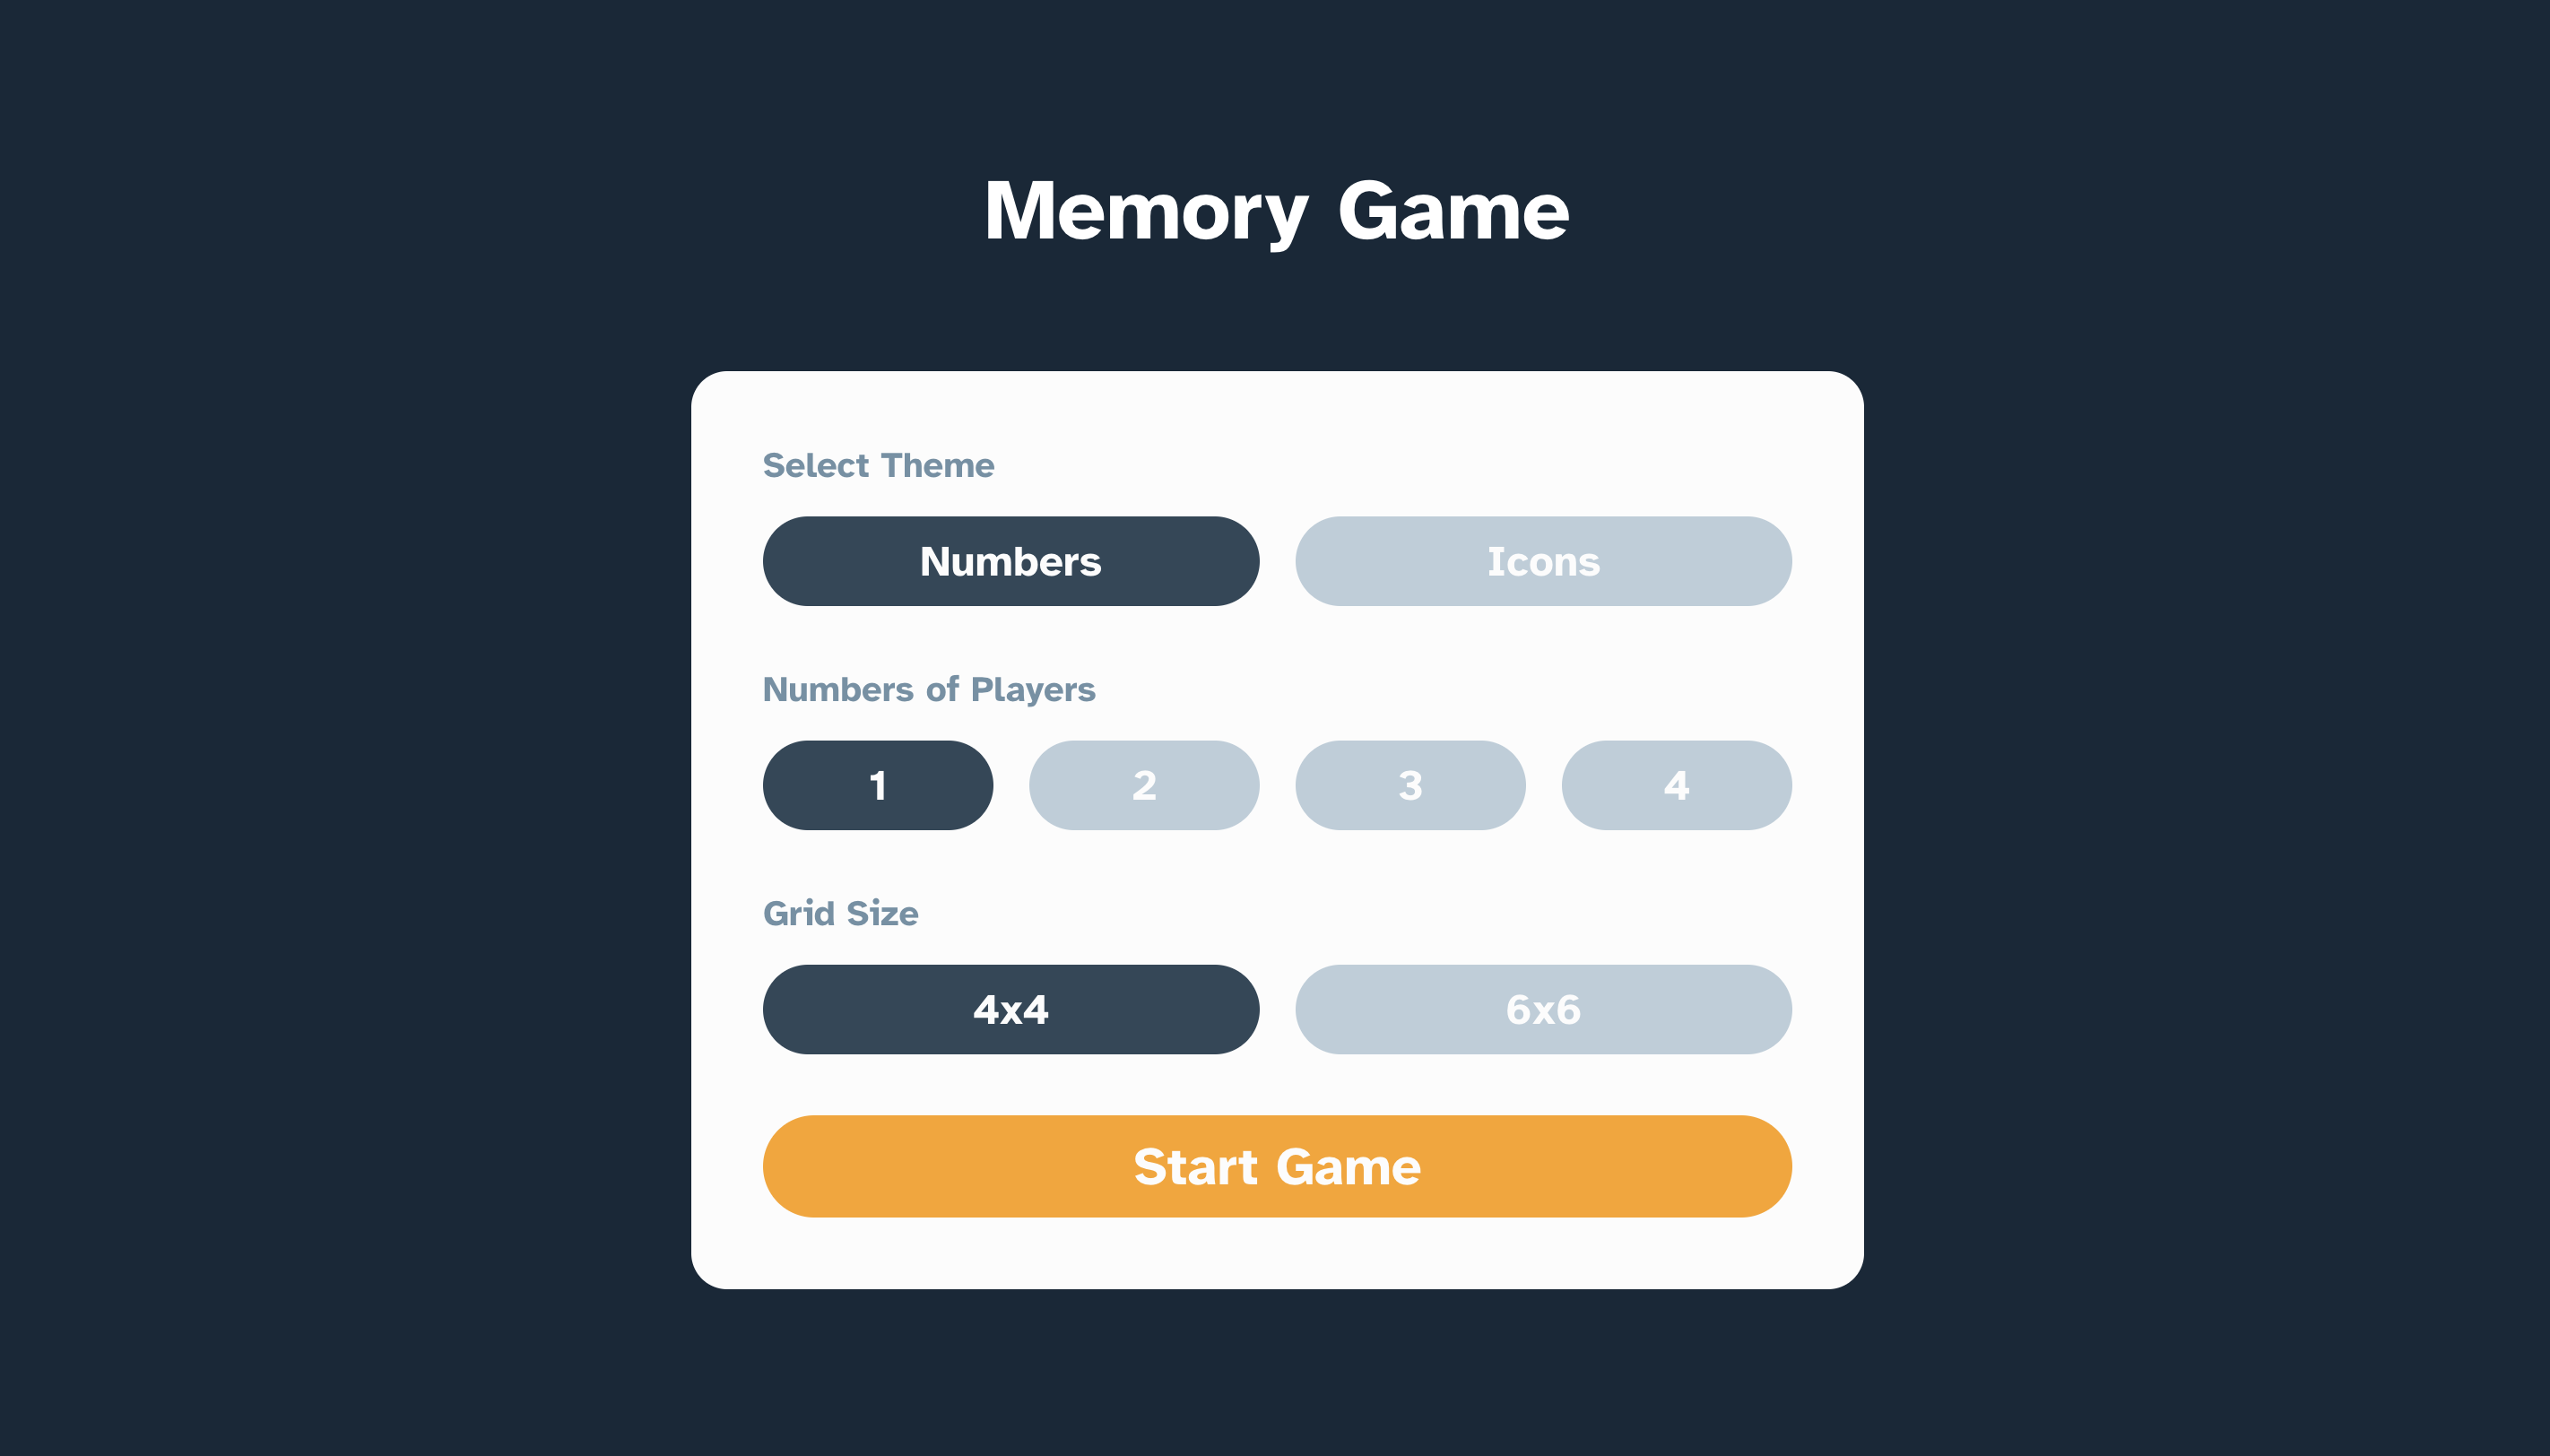 Memory Game
Select Theme
Numbers Icons
Numbers of Players
1 2 3 4
Grid Size
4x4 6x6
Start Game